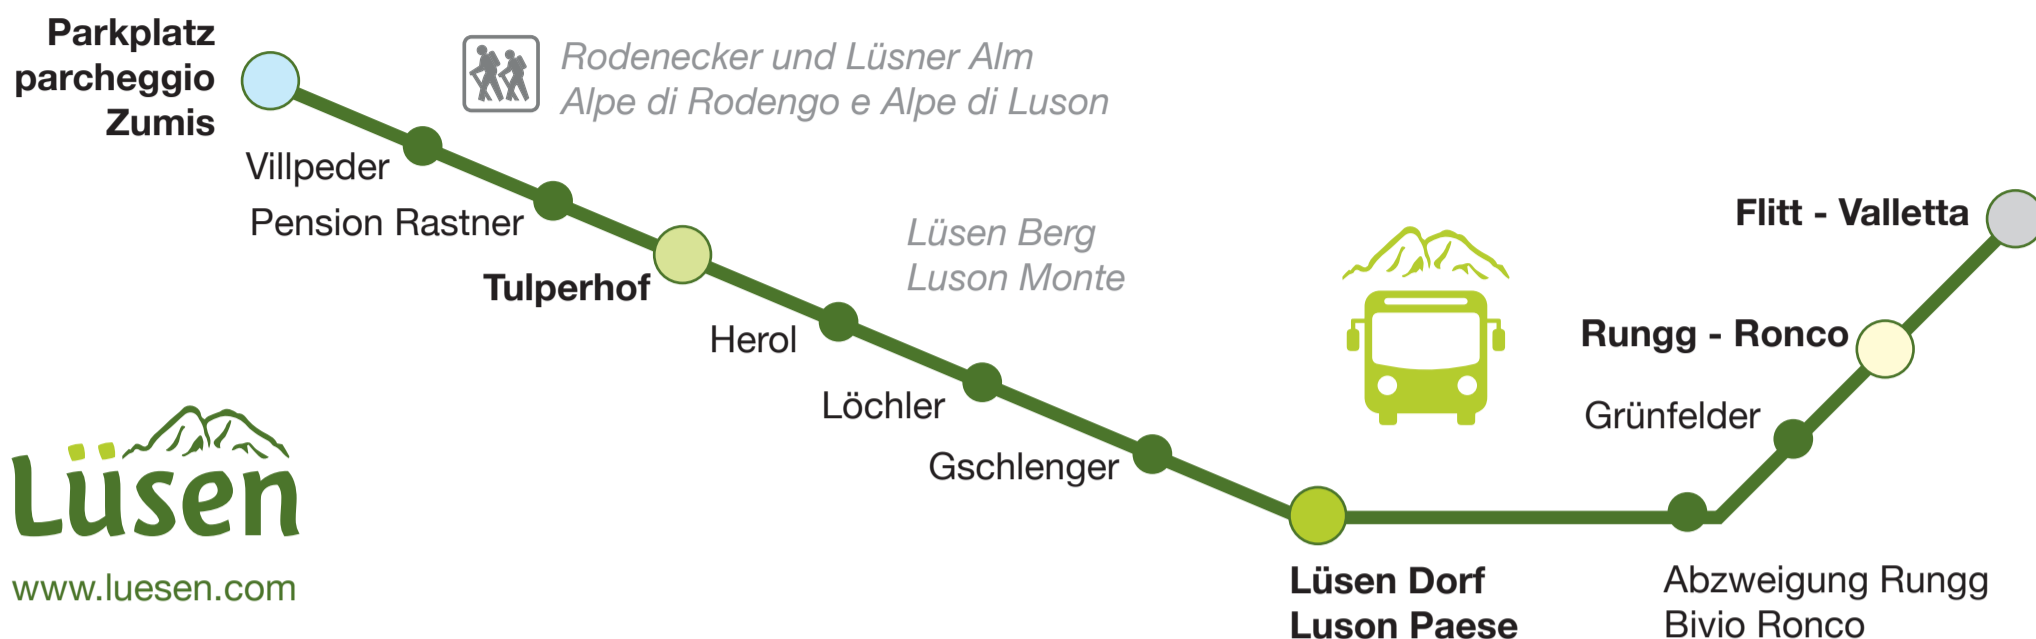 Parkplatz
parcheggio
Zumis
Rodenecker und Lüsner Alm
Alpe di Rodengo e Alpe di Luson
Villpeder
Pension Rastner
Tulperhof
Lüsen Berg
Luson Monte
Herol
Löchler
Gschlenger
Flitt - Valletta
Rungg - Ronco
Grünfelder
Lüsen
www.luesen.com
Lüsen Dorf
Luson Paese
Abzweigung Rungg
Bivio Ronco